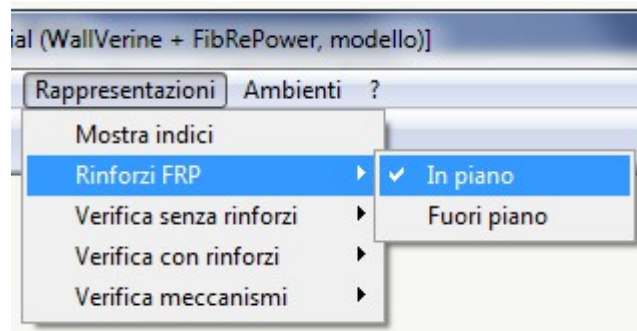 ial (WallVerine + FibRePower, modello)]
Rappresentazioni Ambienti ?
Mostra indici
Rinforzi FRP
In piano
Verifica senza rinforzi
Fuori piano
Verifica con rinforzi
Verifica meccanismi